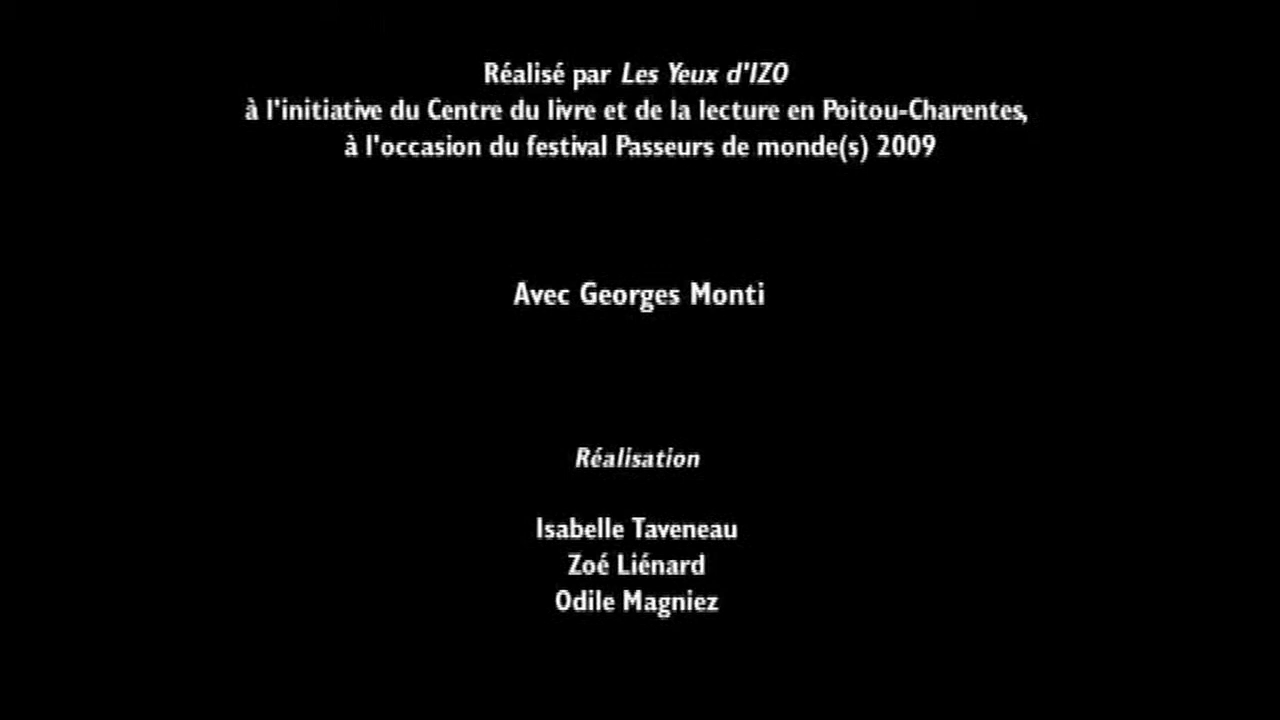 Réalisé par Les Yeux d'IZO
à l'initiative du Centre du livre et de la lecture en Poitou-Charentes,
à l'occasion du festival Passeurs de monde(s) 2009
Avec Georges Monti
Réalisation
Isabelle Taveneau
Zoé Liénard
Odile Magniez